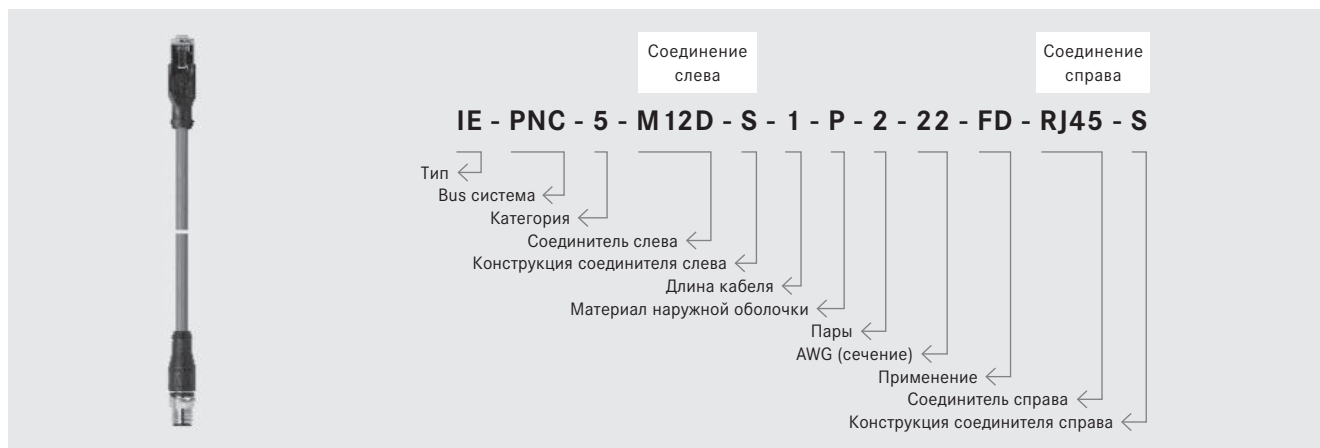 Соединение
слева
Соединение
справа
IE - PNC - 5 - M12D - S - 1 - P - 2 - 22 - FD - RJ45 - S
Тип
Bus система
Категория
Соединитель слева
Конструкция соединителя слева
Длина кабеля
Материал наружной оболочки
Пары
AWG (сечение)
Применение
Соединитель справа
Конструкция соединителя справа